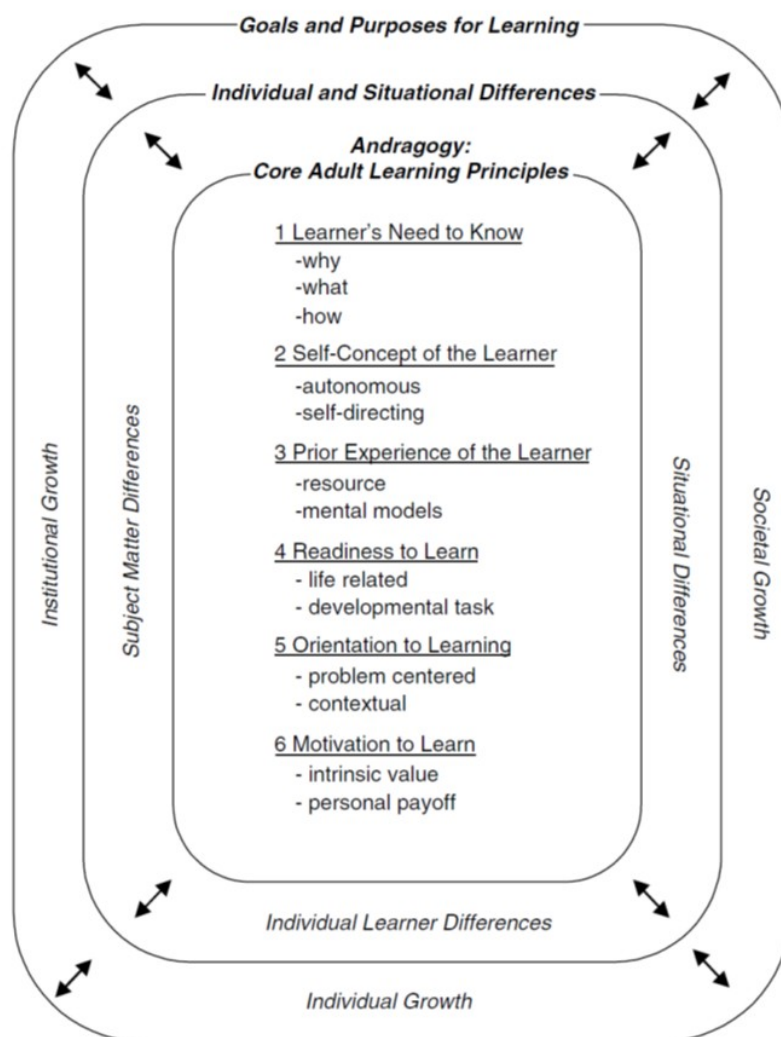 Goals and Purposes for Learning
Individual and Situational Differences
Andragogy:
Core Adult Learning Principles
1 Learner's Need to Know
-why
-what
-how
2 Self-Concept of the Learner
-autonomous
-self-directing
3 Prior Experience of the Learner
-resource
-mental models
4 Readiness to Learn
- life related
- developmental task
5 Orientation to Learning
- problem centered
- contextual
6 Motivation to Learn
- intrinsic value
- personal payoff
Institutional Growth
Subject Matter Differences
Situational Differences
Societal Growth
Individual Learner Differences
Individual Growth